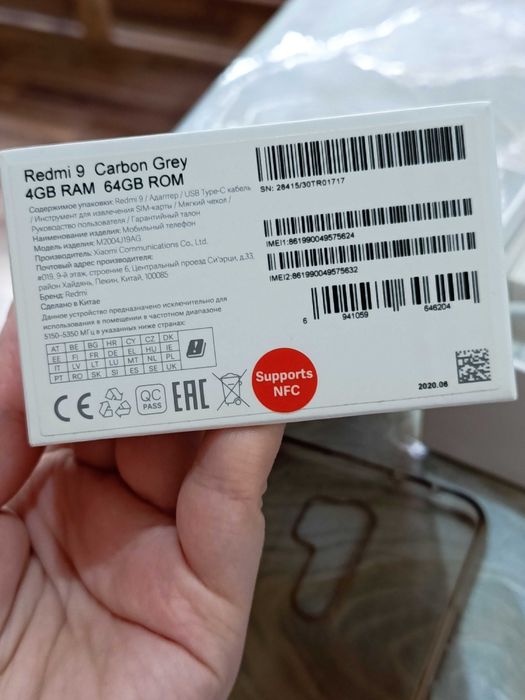 Redmi 9 Carbon Grey
4GB RAM 64GB ROM
Содержимое упаковки: Redmi 9 / Адаптер / USB Type-C кабель
/ Инструмент для извлечения SIM-карты / Мягкий чехол /
Руководство пользователя / Гарантийный талон
Наименование изделия: Мобильный телефон
Модель изделия: M2004J19AG
Производитель: Xiaomi Communications Co., Ltd.
Почтовый адрес производителя:
#019, 9-й этаж, строение 6, Центральный проезд Си'эрци, д.33,
район Хайдянь, Пекин, Китай, 100085
Бренд: Redmi
Сделано в Китае
Данное устройство предназначено исключительно для
использования в помещении в частотном диапазоне
5150-5350 МГц в указанных ниже странах:
AT BE BG HR CY CZ DK
EE FI FR DE EL HU IE
IT LV LT LU MT NL PL
PT RO SK SI ES SE UK
CE
QC
PASS
EAC
Supports
NFC
SN: 28415/30TR01717
IMEI1:861990049575624
IMEI2:861990049575632
6 941059 646204
2020.06